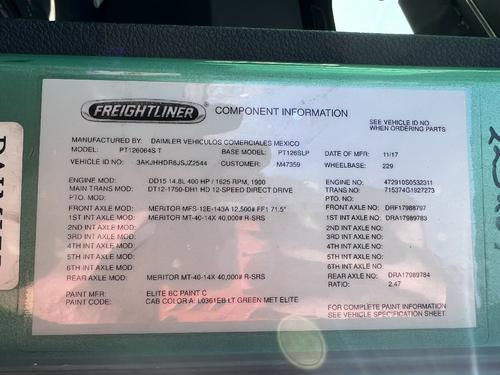 FREIGHTLINER
COMPONENT INFORMATION
SEE VEHICLE ID NO.
WHEN ORDERING PARTS
MANUFACTURED BY: DAIMLER VEHICULOS COMERCIALES MEXICO
MODEL: PT126064S T BASE MODEL: PT126SLP DATE OF MFR: 11/17
VEHICLE ID NO: 3AKJHHDR8JSJZ2544 CUSTOMER: M47359 WHEELBASE: 229
ENGINE MOD: DD15 14.8L 400 HP / 1625 RPM, 1900 ENGINE NO: 472910S0532311
MAIN TRANS MOD: DT12-1750-DH1 HD 12-SPEED DIRECT DRIVE TRANS NO: 715374G1027273
PTO. MOD: PTO. NO:
FRONT AXLE MOD: MERITOR MFS-12E-143A 12,500# FF1 71.5" FRONT AXLE NO: DRF17988797
1ST INT AXLE MOD: MERITOR MT-40-14X 40,000# R-SRS 1ST INT AXLE NO: DRA17989783
2ND INT AXLE MOD: 2ND INT AXLE NO:
3RD INT AXLE MOD: 3RD INT AXLE NO:
4TH INT AXLE MOD: 4TH INT AXLE NO:
5TH INT AXLE MOD: 5TH INT AXLE NO:
6TH INT AXLE MOD: 6TH INT AXLE NO:
REAR AXLE MOD: MERITOR MT-40-14X 40,000# R-SRS REAR AXLE NO: DRA17989784
RATIO: 2.47
PAINT MFR: ELITE BC PAINT C
PAINT CODE: CAB COLOR A: L0361EB LT GREEN MET ELITE
FOR COMPLETE PAINT INFORMATION
SEE VEHICLE SPECIFICATION SHEET.